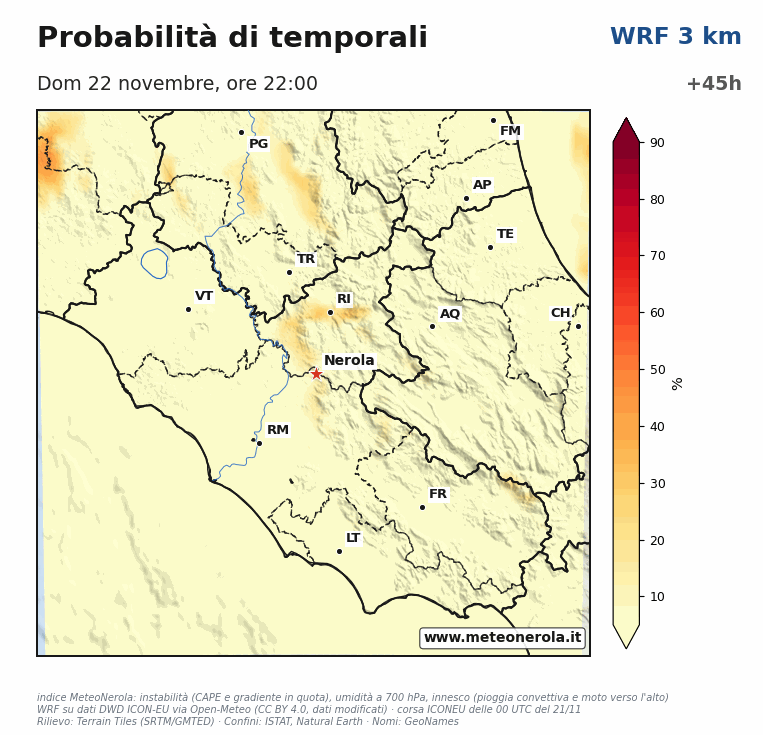 Probabilità di temporali
WRF 3 km
Dom 22 novembre, ore 22:00
+45h
PG
FM
AP
TE
TR
VT
RI
AQ
CH
Nerola
RM
FR
LT
www.meteonerola.it
90
80
70
60
50
40
30
20
10
%
indice MeteoNerola: instabilità (CAPE e gradiente in quota), umidità a 700 hPa, innesco (pioggia convettiva e moto verso l'alto)
WRF su dati DWD ICON-EU via Open-Meteo (CC BY 4.0, dati modificati) · corsa ICONEU delle 00 UTC del 21/11
Rilievo: Terrain Tiles (SRTM/GMTED) · Confini: ISTAT, Natural Earth · Nomi: GeoNames